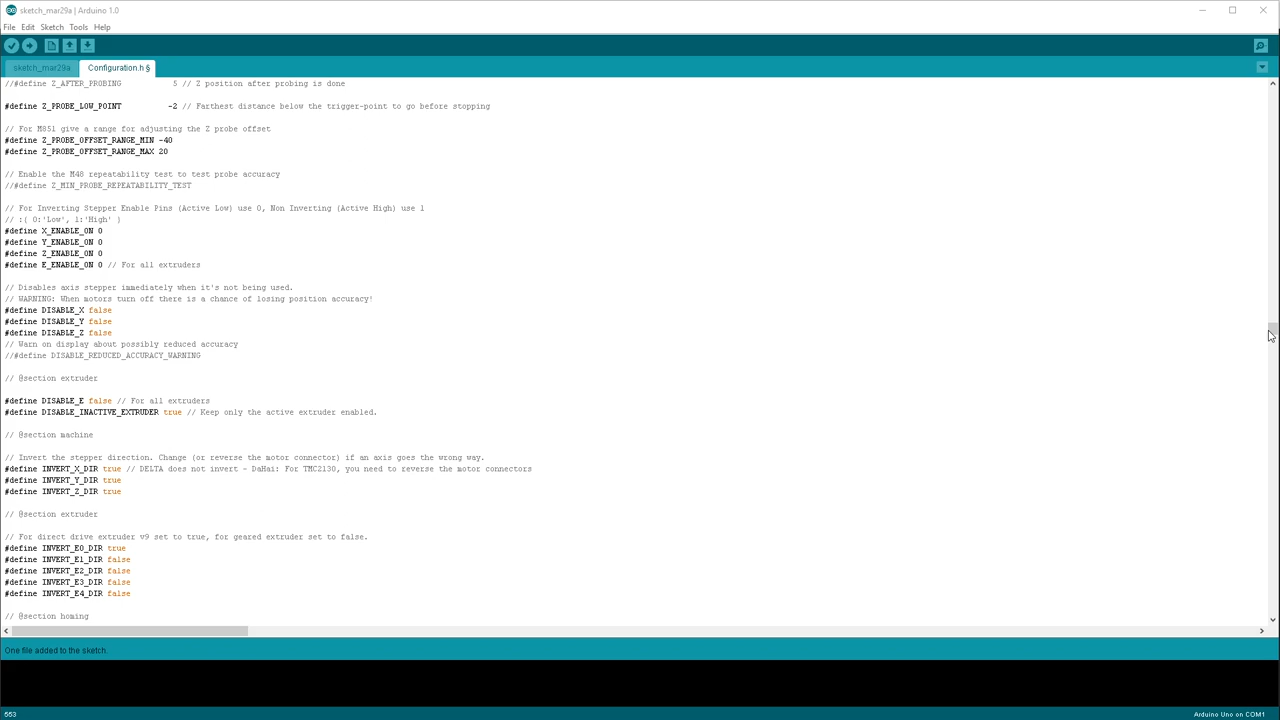 sketch_mar29a | Arduino 1.0
File Edit Sketch Tools Help
sketch_mar29a Configuration.h §
//#define Z_AFTER_PROBING 5 // Z position after probing is done
#define Z_PROBE_LOW_POINT -2 // Farthest distance below the trigger-point to go before stopping
// For M851 give a range for adjusting the Z probe offset
#define Z_PROBE_OFFSET_RANGE_MIN -40
#define Z_PROBE_OFFSET_RANGE_MAX 20
// Enable the M48 repeatability test to test probe accuracy
//#define Z_MIN_PROBE_REPEATABILITY_TEST
// For Inverting Stepper Enable Pins (Active Low) use 0, Non Inverting (Active High) use 1
// :{ 0:'Low', 1:'High' }
#define X_ENABLE_ON 0
#define Y_ENABLE_ON 0
#define Z_ENABLE_ON 0
#define E_ENABLE_ON 0 // For all extruders
// Disables axis stepper immediately when it's not being used.
// WARNING: When motors turn off there is a chance of losing position accuracy!
#define DISABLE_X false
#define DISABLE_Y false
#define DISABLE_Z false
// Warn on display about possibly reduced accuracy
//#define DISABLE_REDUCED_ACCURACY_WARNING
// @section extruder
#define DISABLE_E false // For all extruders
#define DISABLE_INACTIVE_EXTRUDER true // Keep only the active extruder enabled.
// @section machine
// Invert the stepper direction. Change (or reverse the motor connector) if an axis goes the wrong way.
#define INVERT_X_DIR true // DELTA does not invert - DaHai: For TMC2130, you need to reverse the motor connectors
#define INVERT_Y_DIR true
#define INVERT_Z_DIR true
// @section extruder
// For direct drive extruder v9 set to true, for geared extruder set to false.
#define INVERT_E0_DIR true
#define INVERT_E1_DIR false
#define INVERT_E2_DIR false
#define INVERT_E3_DIR false
#define INVERT_E4_DIR false
// @section homing
One file added to the sketch.
553 Arduino Uno on COM1